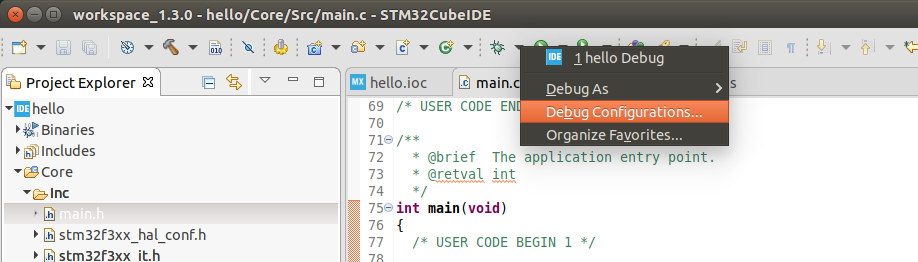 workspace_1.3.0 - hello/Core/Src/main.c - STM32CubeIDE
Project Explorer
hello
Binaries
Includes
Core
Inc
main.h
stm32f3xx_hal_conf.h
stm32f3xx_it.h
MX hello.ioc
main.c
IDE 1 hello Debug
Debug As
Debug Configurations...
Organize Favorites...
69 /* USER CODE END
70
71 /**
72 * @brief The application entry point.
73 * @retval int
74 */
75 int main(void)
76 {
77 /* USER CODE BEGIN 1 */
78